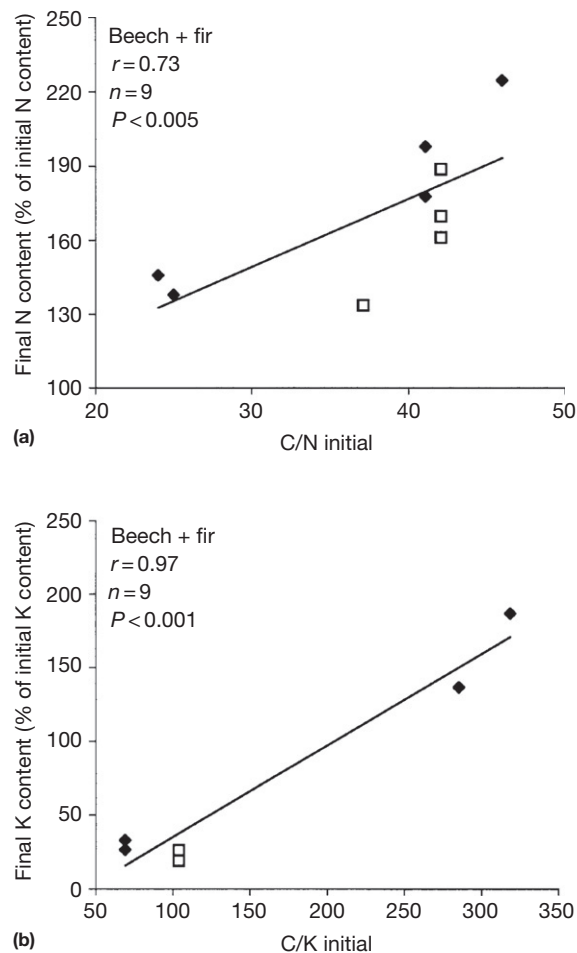 250
220
190
160
130
100
Final N content (% of initial N content)
Beech + fir
r = 0.73
n = 9
P < 0.005
20
30
40
50
C/N initial
(a)
250
200
150
100
50
0
Final K content (% of initial K content)
Beech + fir
r = 0.97
n = 9
P < 0.001
50
100
150
200
250
300
350
C/K initial
(b)